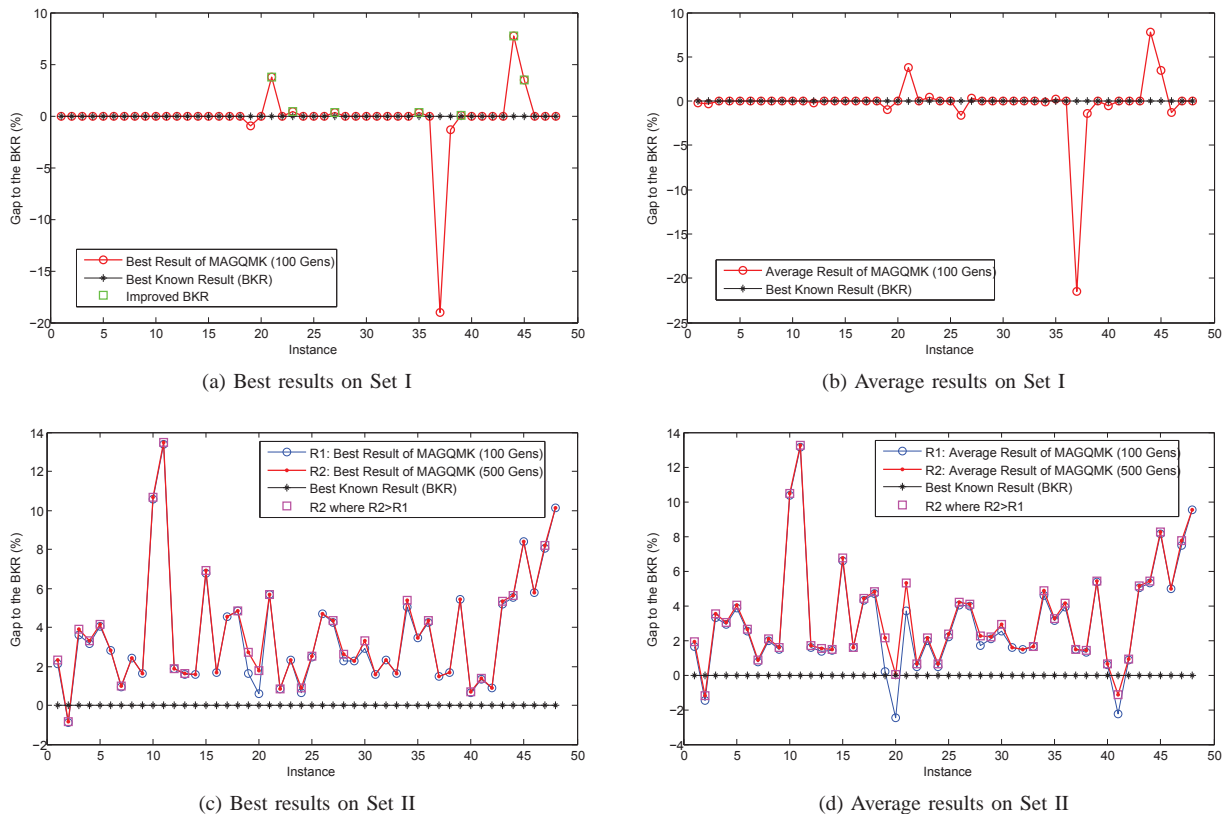 10
5
0
−5
−10
−15
−20
Gap to the BKR (%)
Best Result of MAGQMK (100 Gens)
Best Known Result (BKR)
Improved BKR
0 5 10 15 20 25 30 35 40 45 50
Instance
(a) Best results on Set I
10
5
0
−5
−10
−15
−20
−25
Gap to the BKR (%)
Average Result of MAGQMK (100 Gens)
Best Known Result (BKR)
0 5 10 15 20 25 30 35 40 45 50
Instance
(b) Average results on Set I
14
12
10
8
6
4
2
0
−2
Gap to the BKR (%)
R1: Best Result of MAGQMK (100 Gens)
R2: Best Result of MAGQMK (500 Gens)
Best Known Result (BKR)
R2 where R2>R1
0 5 10 15 20 25 30 35 40 45 50
Instance
(c) Best results on Set II
14
12
10
8
6
4
2
0
−2
−4
Gap to the BKR (%)
R1: Average Result of MAGQMK (100 Gens)
R2: Average Result of MAGQMK (500 Gens)
Best Known Result (BKR)
R2 where R2>R1
0 5 10 15 20 25 30 35 40 45 50
Instance
(d) Average results on Set II